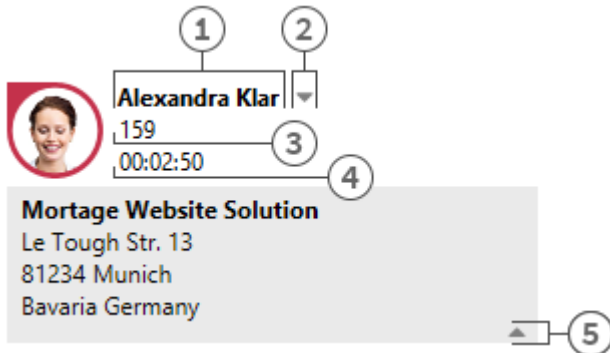 1 2
Alexandra Klar
159
3
00:02:50
4
Mortage Website Solution
Le Tough Str. 13
81234 Munich
Bavaria Germany
5